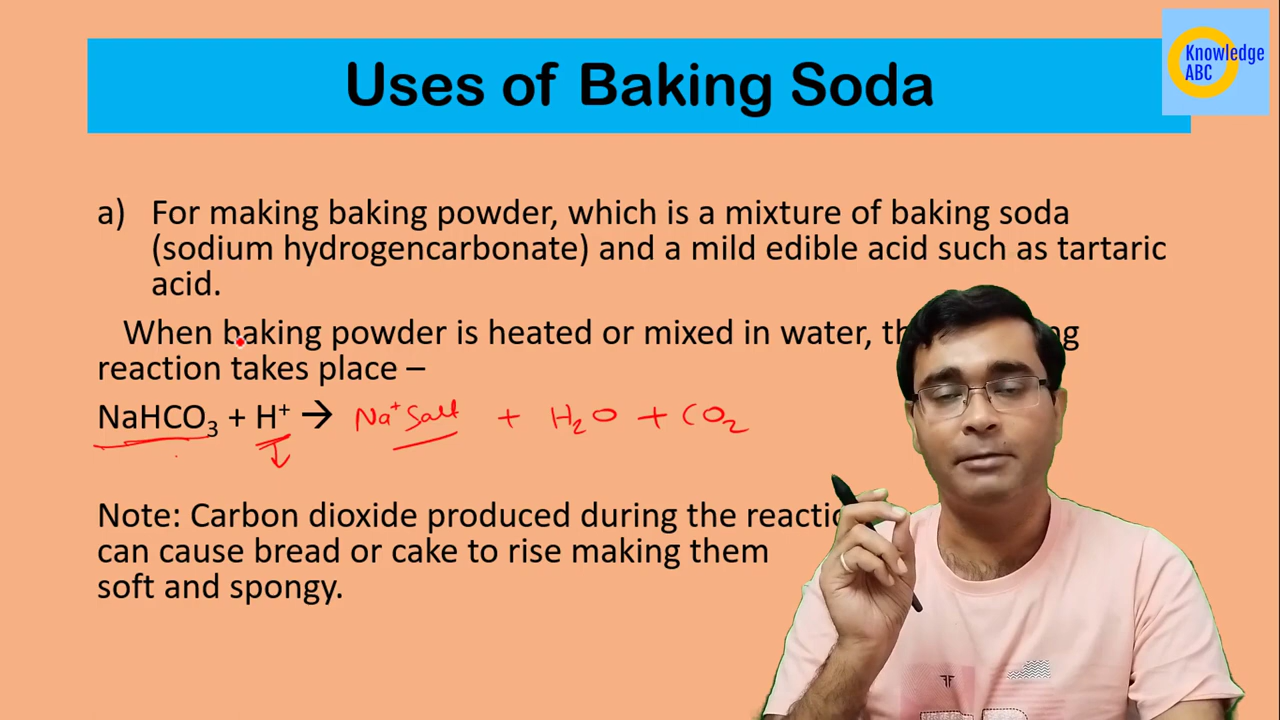 Knowledge
ABC
Uses of Baking Soda
a) For making baking powder, which is a mixture of baking soda
(sodium hydrogencarbonate) and a mild edible acid such as tartaric
acid.
When baking powder is heated or mixed in water,
reaction takes place –
NaHCO₃ + H⁺ → Na⁺ Salt + H₂O + CO₂
Note: Carbon dioxide produced during the
can cause bread or cake to rise making them
soft and spongy.